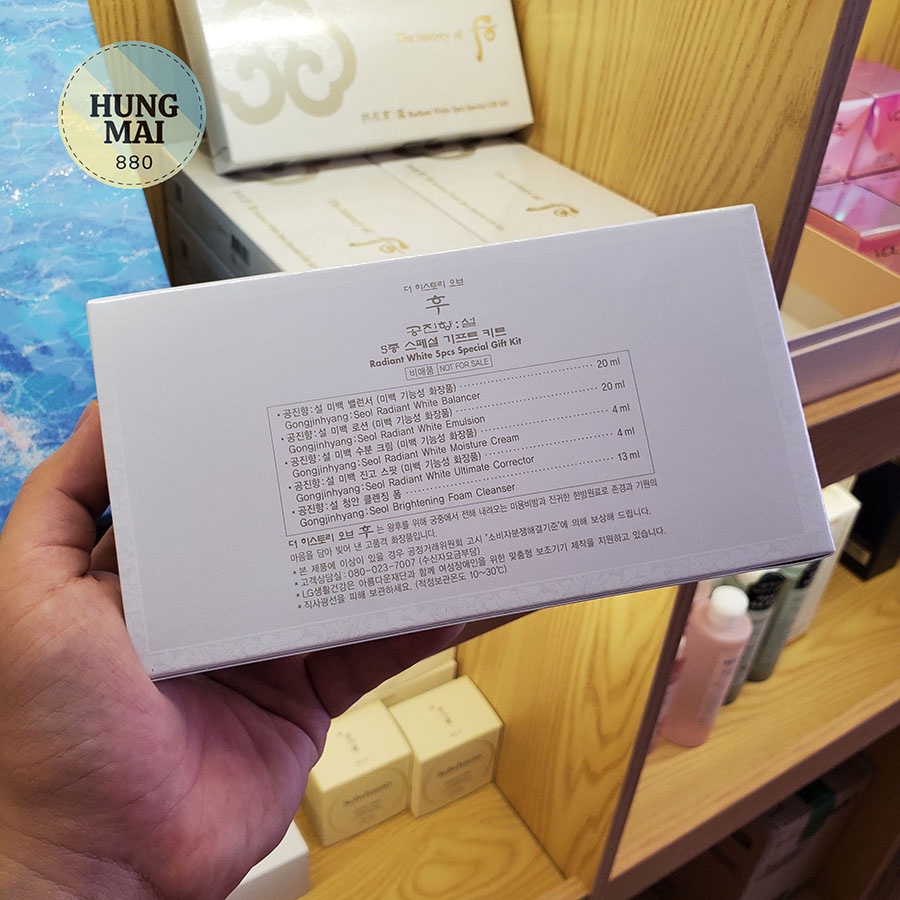 HUNG
MAI
880
The History of 후
Radiant White 5pcs Special Gift Kit
The History of 후
더 히스토리 오브
후
공진향:설
5종 스페셜 기프트 키트
Radiant White 5pcs Special Gift Kit
비매품 NOT FOR SALE
• 공진향:설 미백 밸런서 (미백 기능성 화장품) 20 ml
Gongjinhyang:Seol Radiant White Balancer
• 공진향:설 미백 로션 (미백 기능성 화장품) 20 ml
Gongjinhyang:Seol Radiant White Emulsion
• 공진향:설 미백 수분 크림 (미백 기능성 화장품) 4 ml
Gongjinhyang:Seol Radiant White Moisture Cream
• 공진향:설 미백 진고 스팟 (미백 기능성 화장품) 4 ml
Gongjinhyang:Seol Radiant White Ultimate Corrector
• 공진향:설 청안 클렌징 폼 13 ml
Gongjinhyang:Seol Brightening Foam Cleanser
더 히스토리 오브 후 는 왕후를 위해 궁중에서 전해 내려오는 미용비방과 진귀한 한방원료로 존경과 기원의
마음을 담아 빚어 낸 고품격 화장품입니다.
• 본 제품에 이상이 있을 경우 공정거래위원회 고시 "소비자분쟁해결기준"에 의해 보상해 드립니다.
• 고객상담실 : 080-023-7007 (수신자요금부담)
• LG생활건강은 아름다운재단과 함께 여성장애인을 위한 맞춤형 보조기기 제작을 지원하고 있습니다.
• 직사광선을 피해 보관하세요. (적정보관온도 10~30℃)